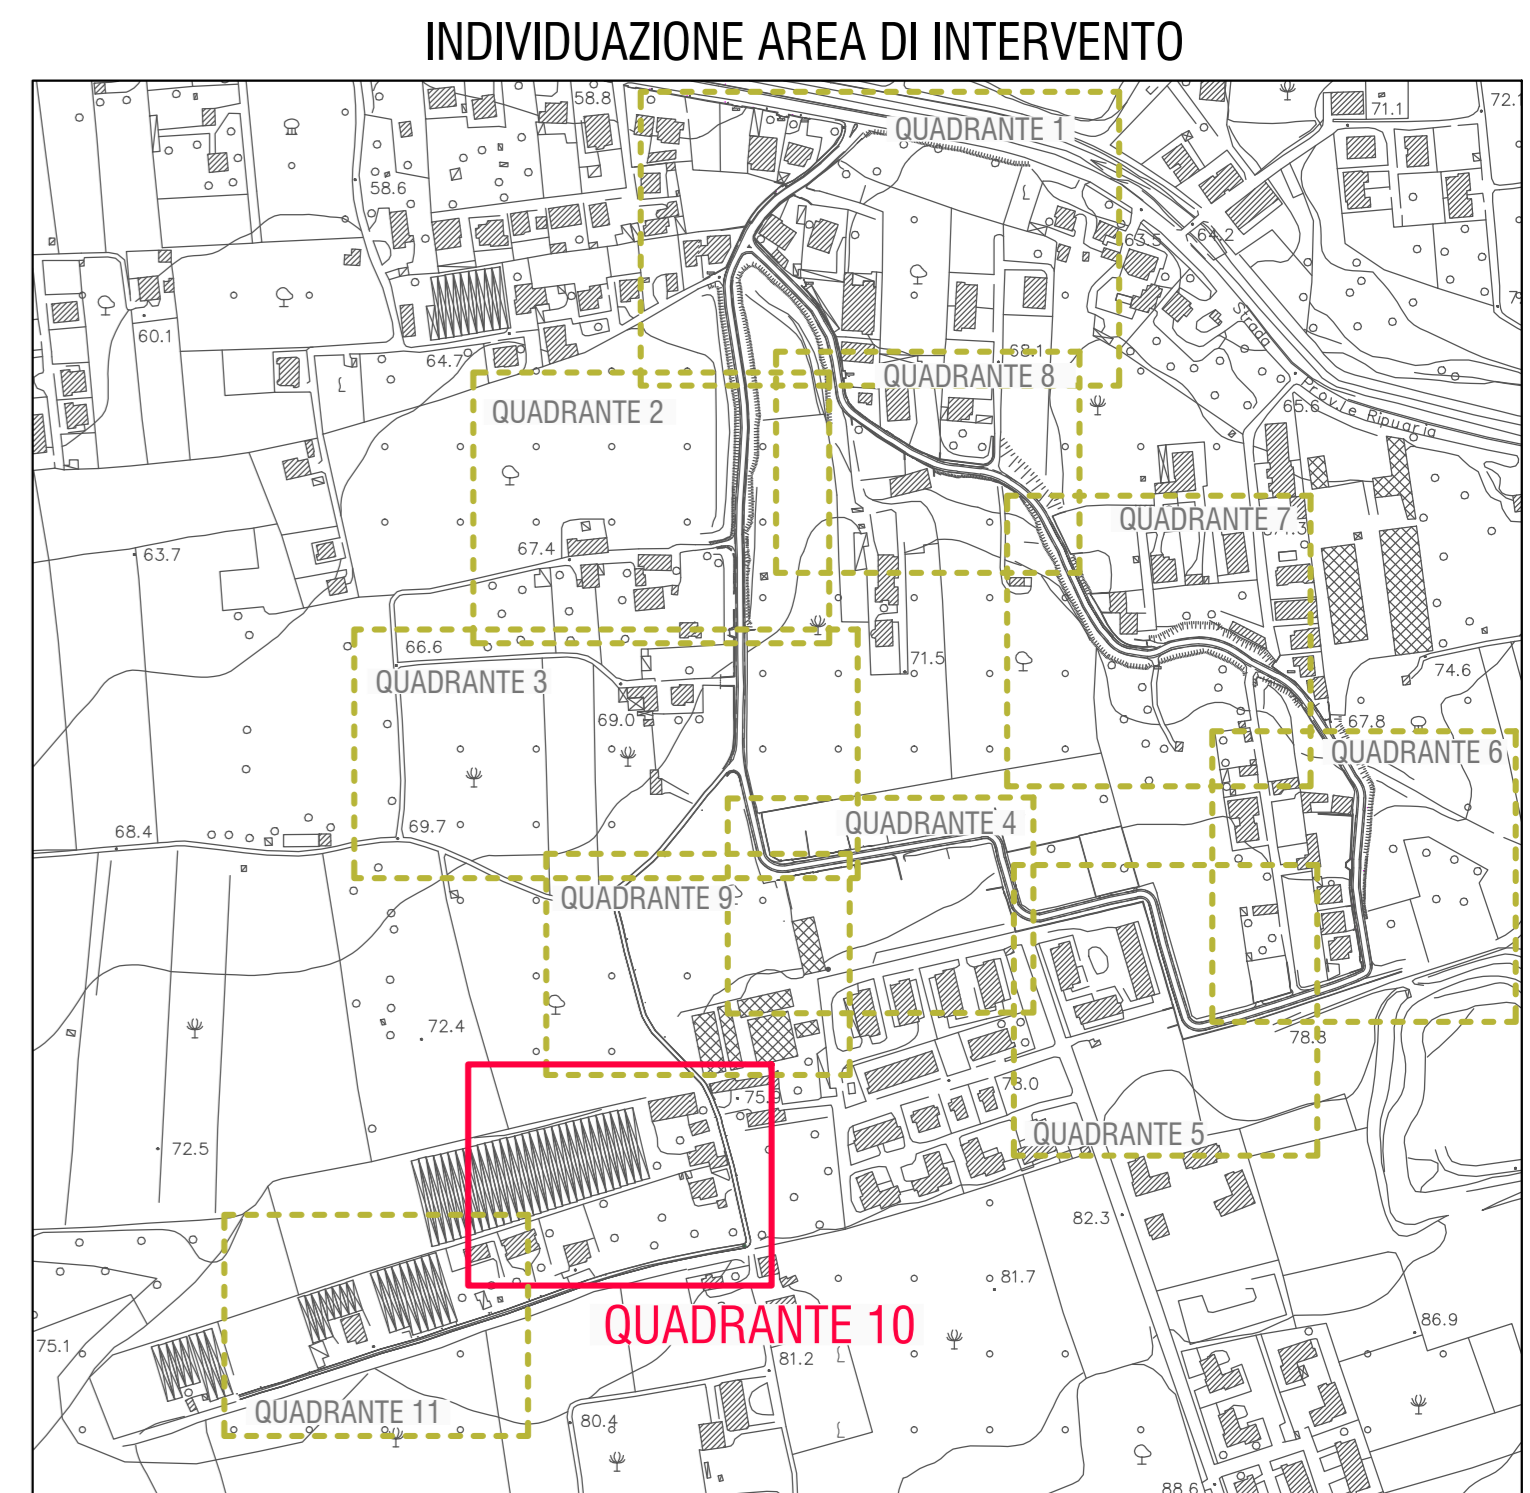 INDIVIDUAZIONE AREA DI INTERVENTO
58.8
71.1
72.
QUADRANTE 1
58.6
63.5
64.2
60.1
Strada
64.7
68.1
QUADRANTE 8
65.6
Prov.le Ripuaria
QUADRANTE 2
QUADRANTE 7
63.7
67.4
66.6
71.5
74.6
QUADRANTE 3
69.0
67.8
QUADRANTE 6
68.4
69.7
QUADRANTE 4
QUADRANTE 9
72.4
78.3
78.0
75.9
QUADRANTE 5
72.5
82.3
81.7
QUADRANTE 10
86.9
75.1
81.2
QUADRANTE 11
80.4
88.6